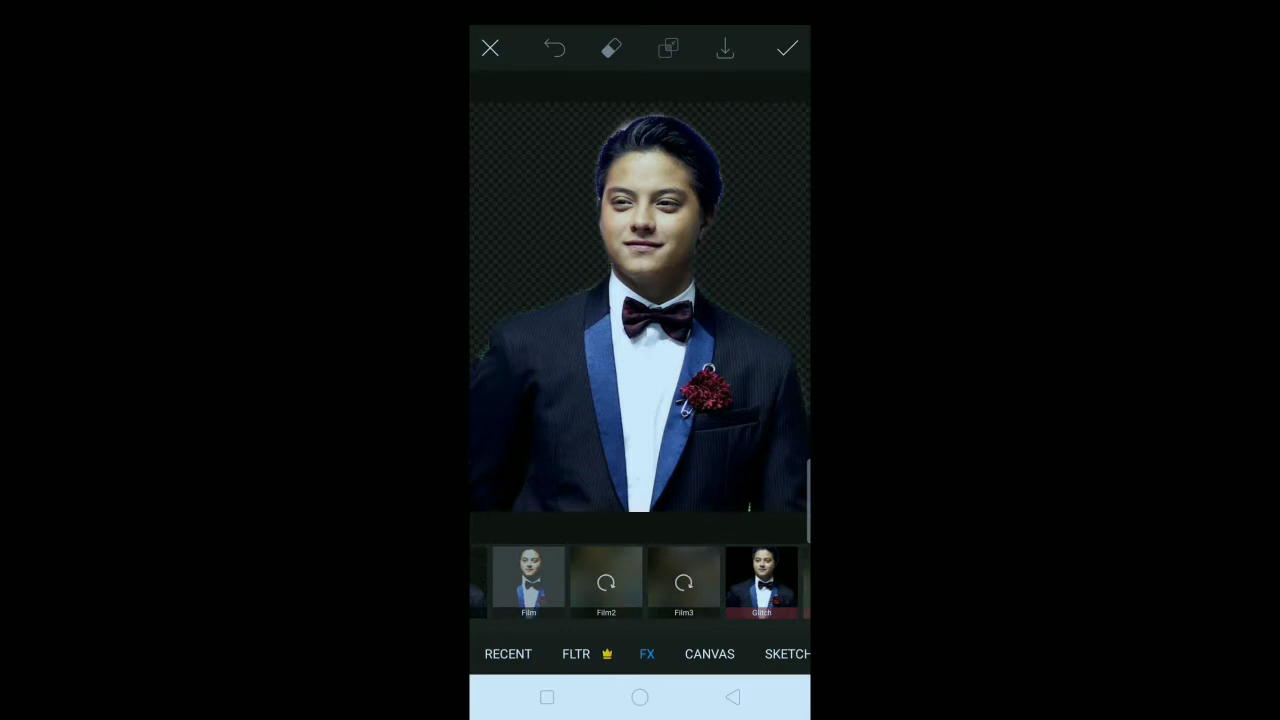 Film
Film2
Film3
Glitch
RECENT
FLTR
FX
CANVAS
SKETCH